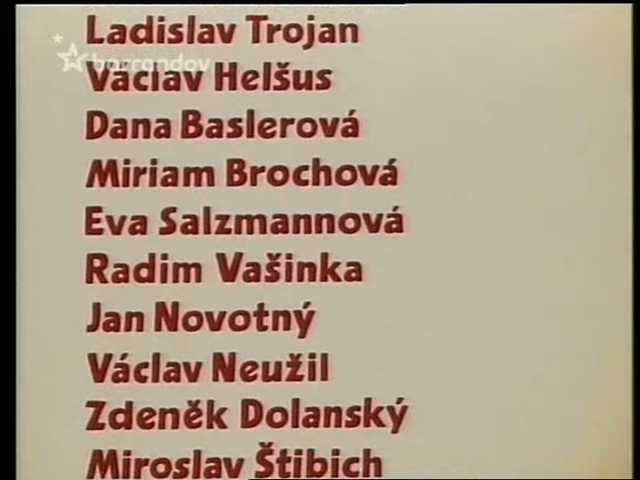 Ladislav Trojan
barrandov
Václav Helšus
Dana Baslerová
Miriam Brochová
Eva Salzmannová
Radim Vašinka
Jan Novotný
Václav Neužil
Zdeněk Dolanský
Miroslav Štibich